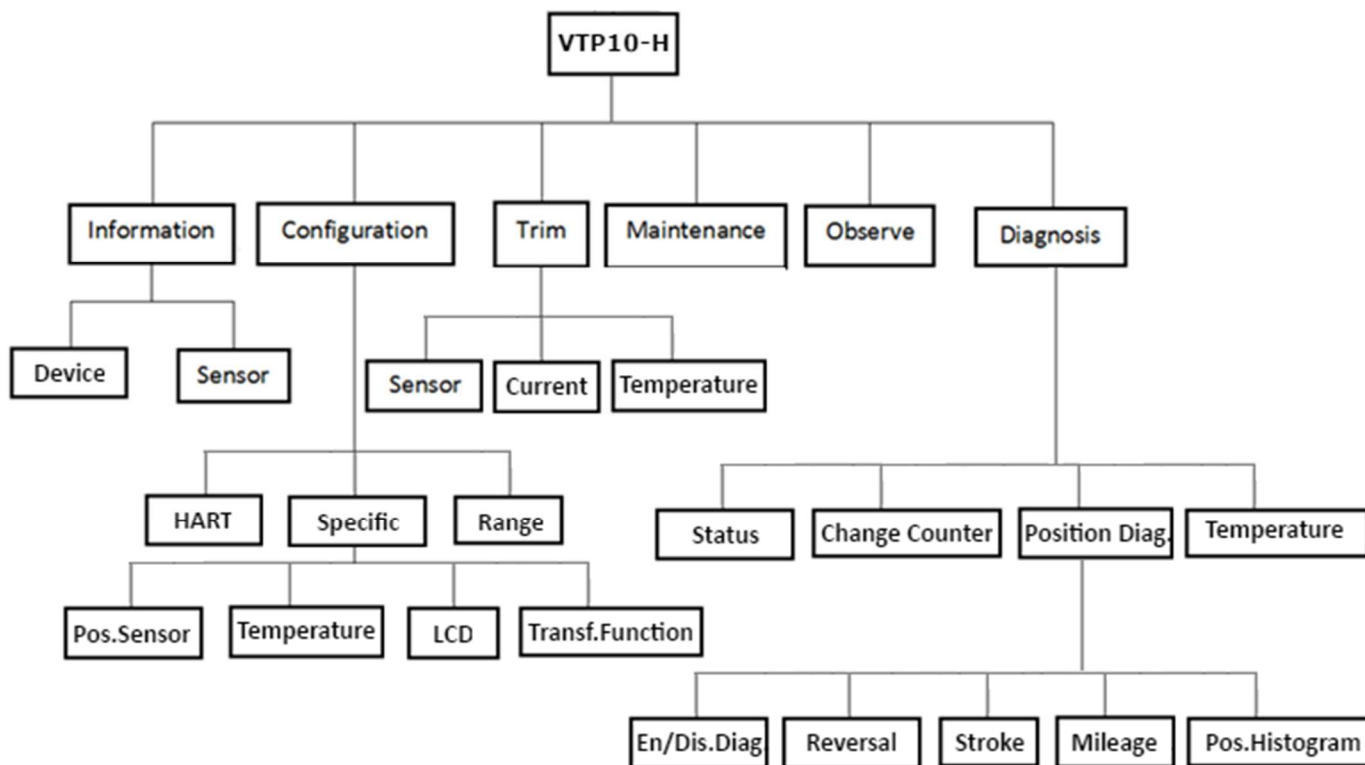 VTP10-H
Information
Configuration
Trim
Maintenance
Observe
Diagnosis
Device
Sensor
Sensor
Current
Temperature
HART
Specific
Range
Status
Change Counter
Position Diag.
Temperature
Pos.Sensor
Temperature
LCD
Transf.Function
En/Dis.Diag
Reversal
Stroke
Mileage
Pos.Histogram